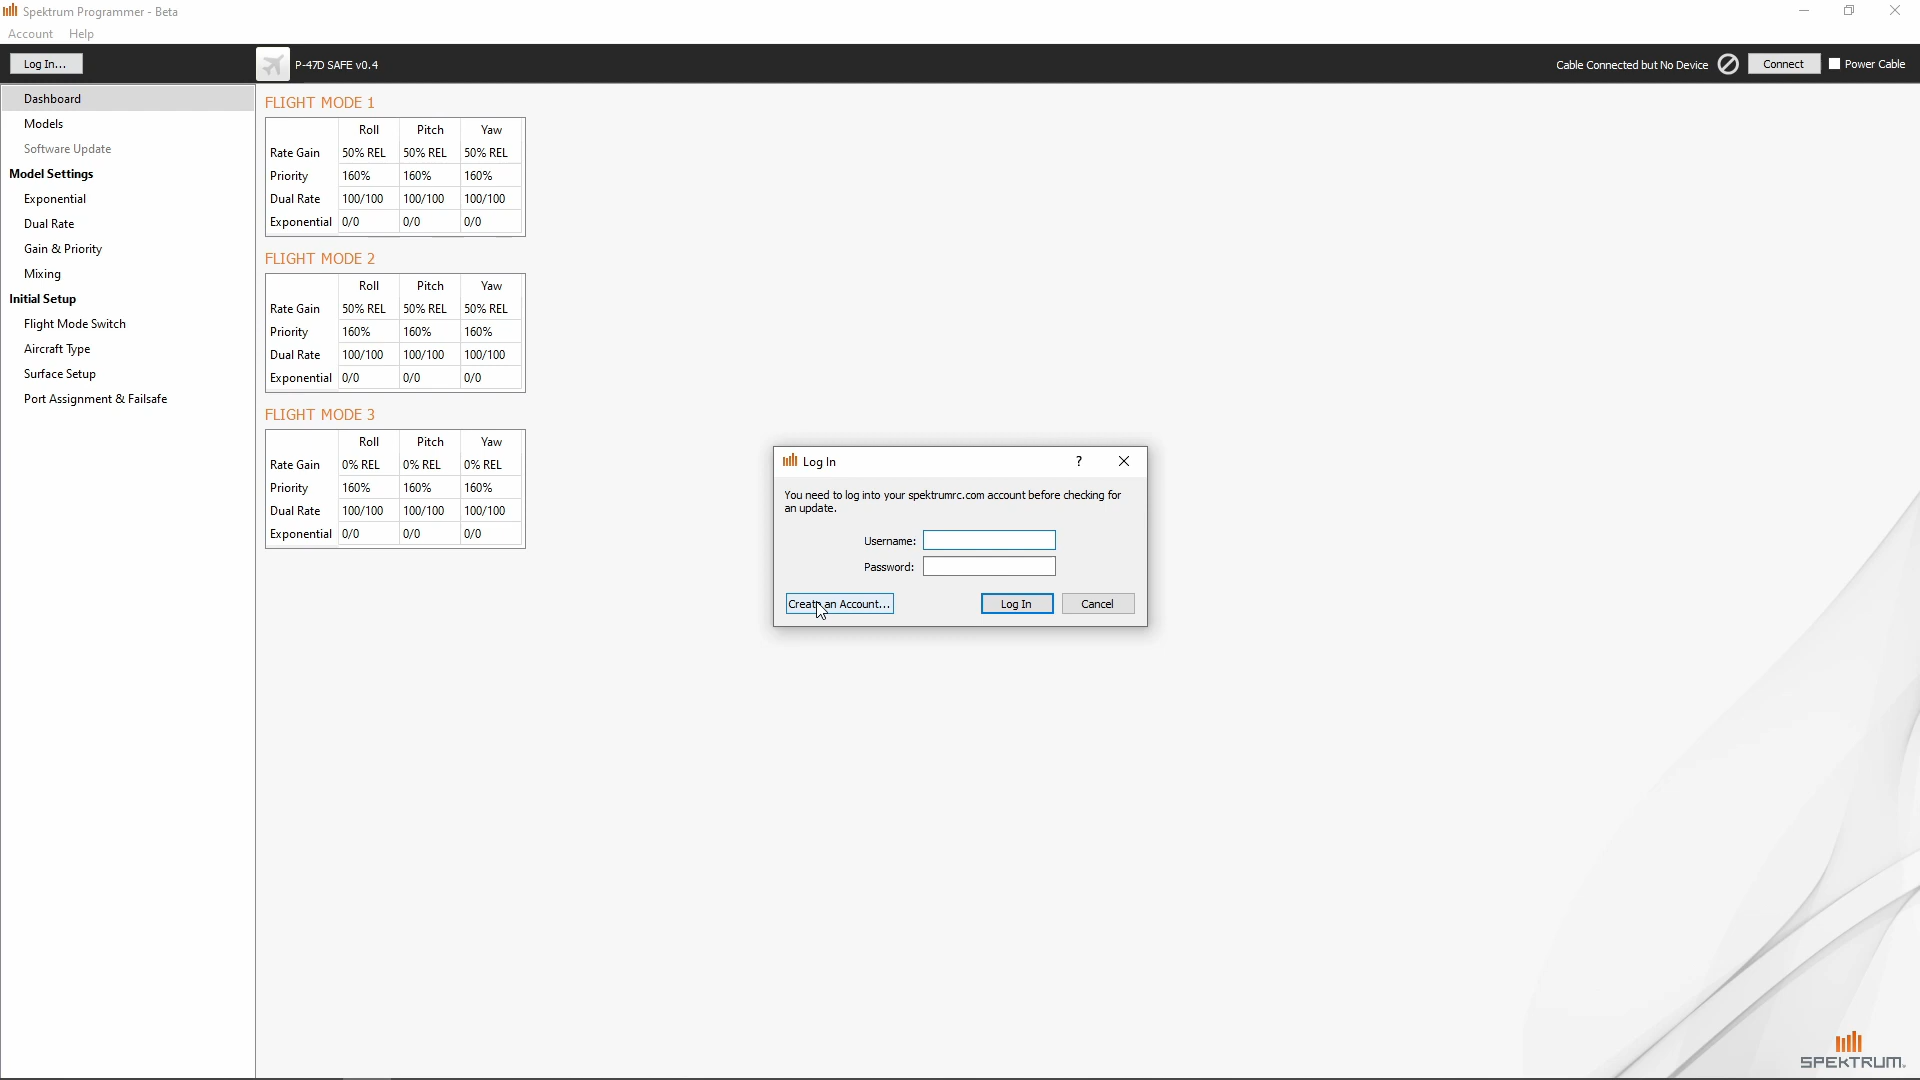 Spektrum Programmer - Beta
Account Help
Log In...
P-47D SAFE v0.4
Cable Connected but No Device
Connect
Power Cable
Dashboard
Models
Software Update
Model Settings
Exponential
Dual Rate
Gain & Priority
Mixing
Initial Setup
Flight Mode Switch
Aircraft Type
Surface Setup
Port Assignment & Failsafe
FLIGHT MODE 1
Roll Pitch Yaw
Rate Gain 50% REL 50% REL 50% REL
Priority 160% 160% 160%
Dual Rate 100/100 100/100 100/100
Exponential 0/0 0/0 0/0
FLIGHT MODE 2
Roll Pitch Yaw
Rate Gain 50% REL 50% REL 50% REL
Priority 160% 160% 160%
Dual Rate 100/100 100/100 100/100
Exponential 0/0 0/0 0/0
FLIGHT MODE 3
Roll Pitch Yaw
Rate Gain 0% REL 0% REL 0% REL
Priority 160% 160% 160%
Dual Rate 100/100 100/100 100/100
Exponential 0/0 0/0 0/0
Log In
?
You need to log into your spektrumrc.com account before checking for
an update.
Username:
Password:
Create an Account...
Log In
Cancel
SPEKTRUM.